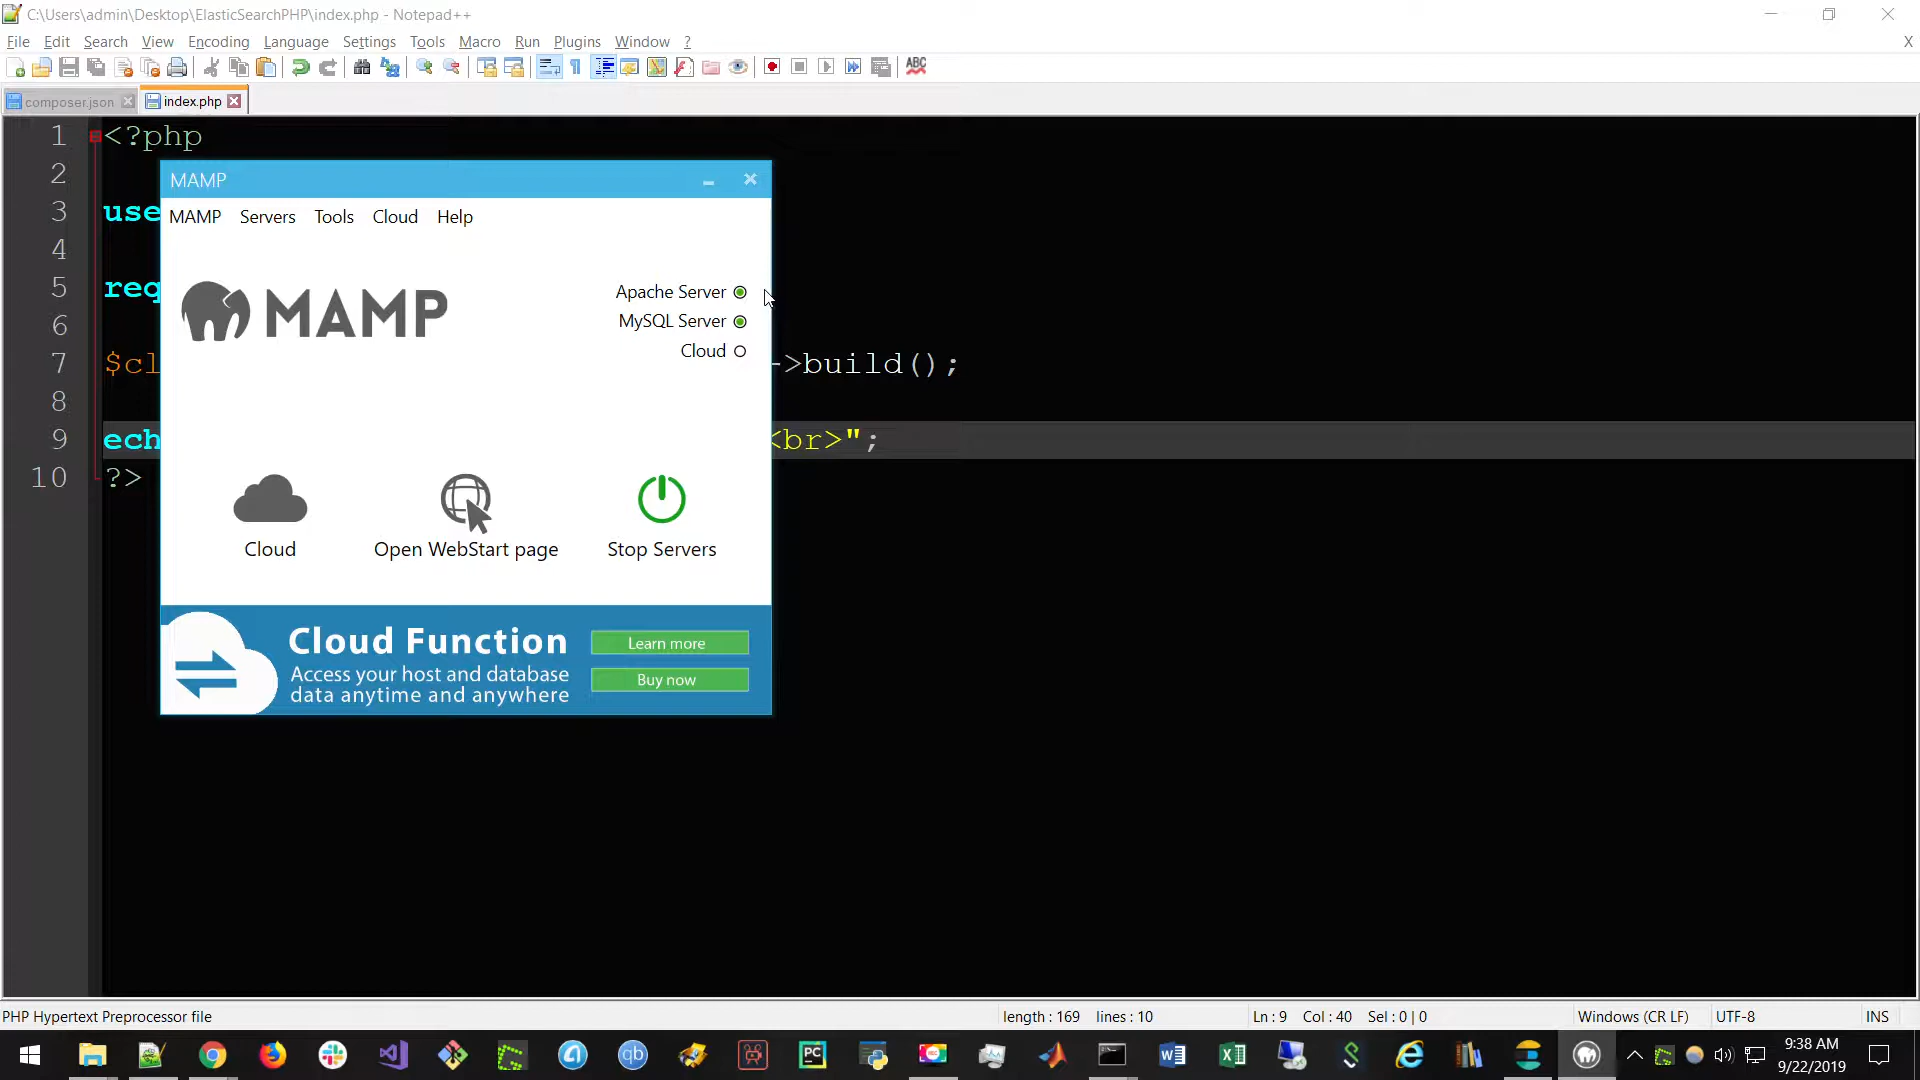 C:\Users\admin\Desktop\ElasticSearchPHP\index.php - Notepad++
File Edit Search View Encoding Language Settings Tools Macro Run Plugins Window ? X
ABC
composer.json index.php
1 <?php
2
3 use
4
5 req
6
7 $cl ->build();
8
9 ech <br>";
10 ?>
MAMP
MAMP Servers Tools Cloud Help
MAMP
Apache Server
MySQL Server
Cloud
Cloud
Open WebStart page
Stop Servers
Cloud Function
Access your host and database
data anytime and anywhere
Learn more
Buy now
PHP Hypertext Preprocessor file length : 169 lines : 10 Ln : 9 Col : 40 Sel : 0 | 0 Windows (CR LF) UTF-8 INS
qb
PC
9:38 AM
9/22/2019